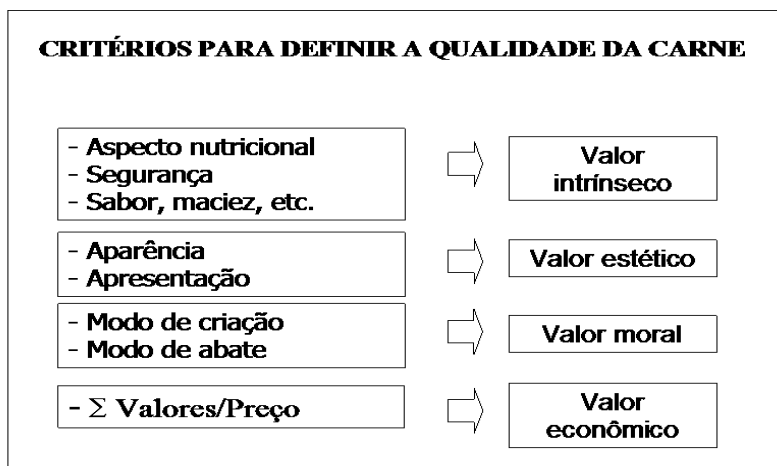 CRITÉRIOS PARA DEFINIR A QUALIDADE DA CARNE
- Aspecto nutricional
- Segurança
- Sabor, maciez, etc.
Valor
intrínseco
- Aparência
- Apresentação
Valor estético
- Modo de criação
- Modo de abate
Valor moral
- Σ Valores/Preço
Valor
econômico